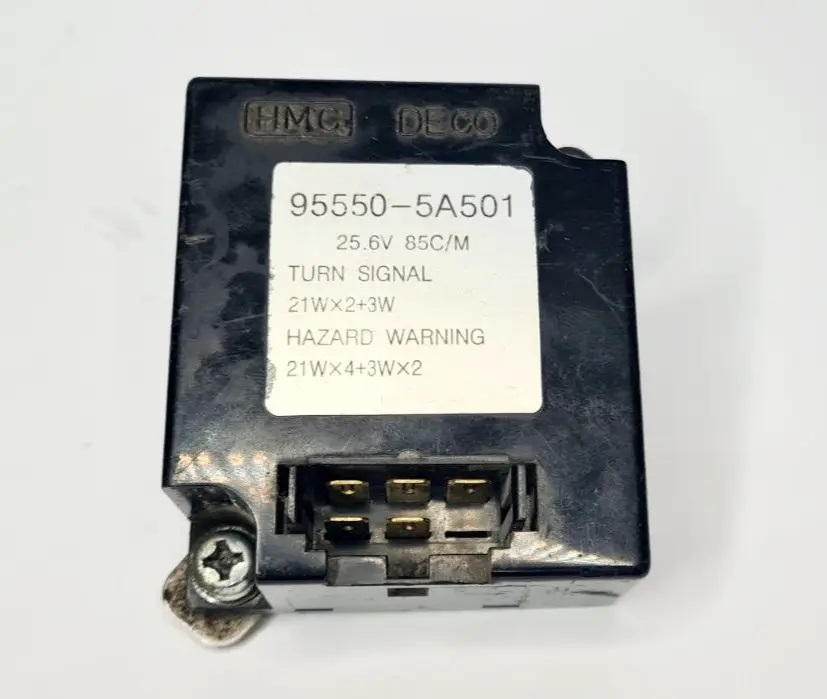 HMC DECO
95550-5A501
25.6V 85C/M
TURN SIGNAL
21W×2+3W
HAZARD WARNING
21W×4+3W×2